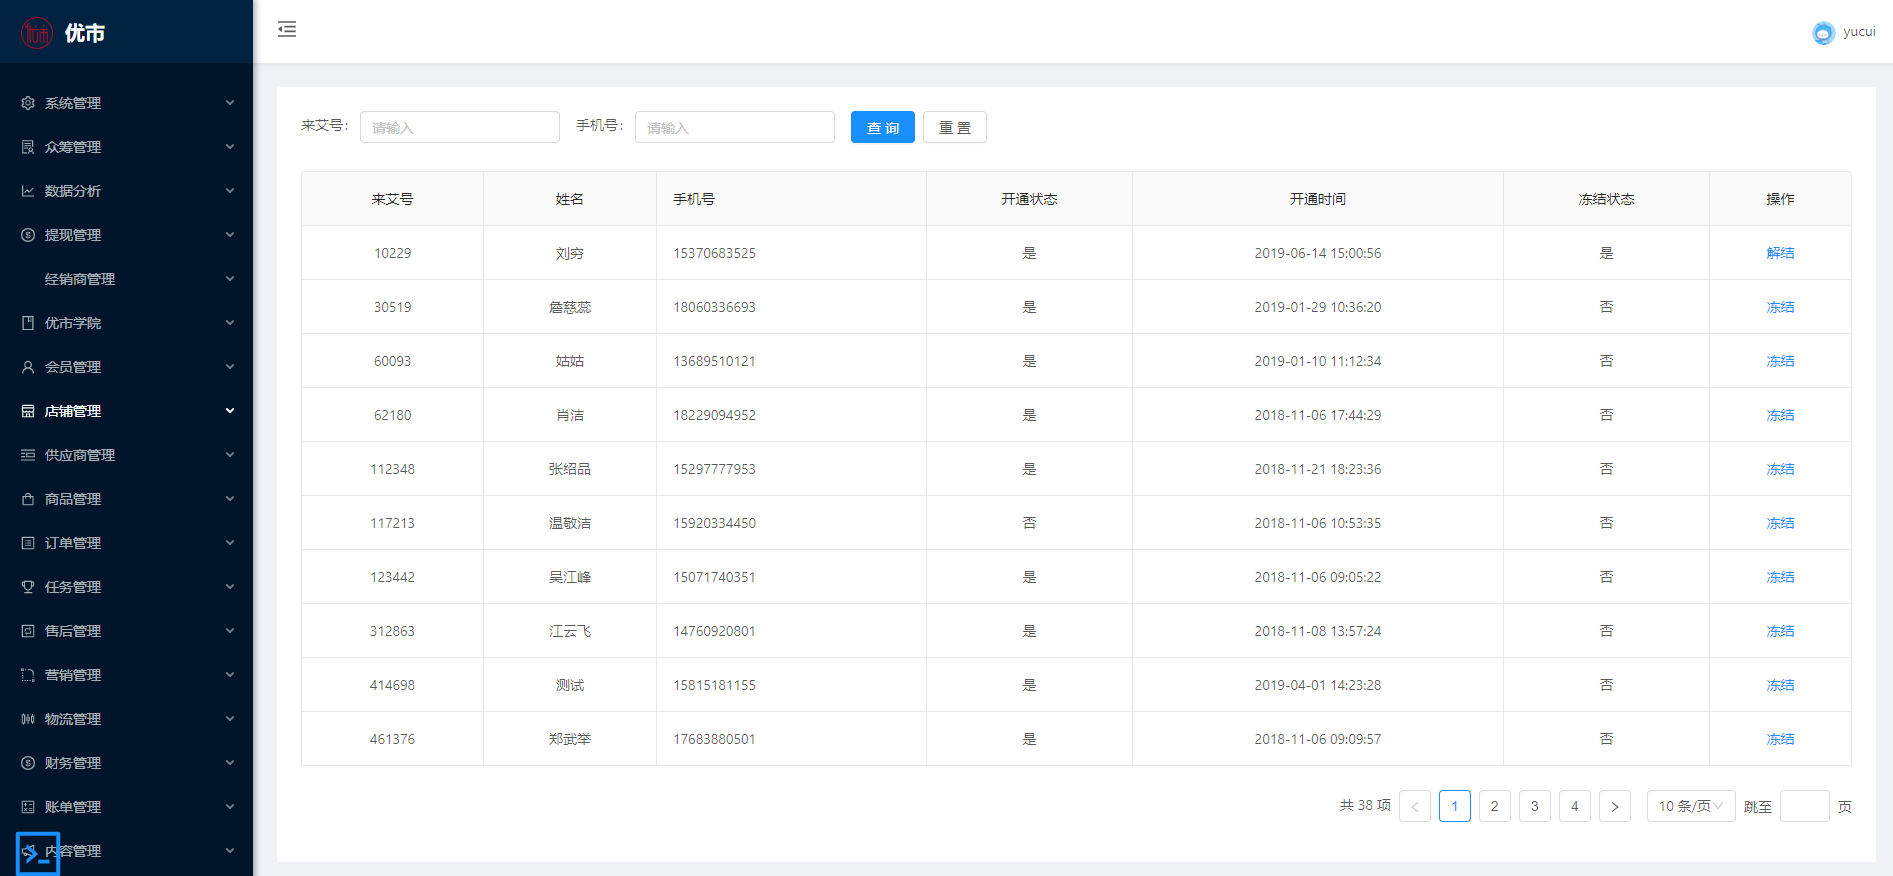 优市
yucui
系统管理
众筹管理
数据分析
提现管理
经销商管理
优市学院
会员管理
店铺管理
供应商管理
商品管理
订单管理
任务管理
售后管理
营销管理
物流管理
财务管理
账单管理
内容管理
来艾号: 请输入 手机号: 请输入 查 询 重 置
来艾号 姓名 手机号 开通状态 开通时间 冻结状态 操作
10229 刘穷 15370683525 是 2019-06-14 15:00:56 是 解结
30519 詹慈蕊 18060336693 是 2019-01-29 10:36:20 否 冻结
60093 姑姑 13689510121 是 2019-01-10 11:12:34 否 冻结
62180 肖洁 18229094952 是 2018-11-06 17:44:29 否 冻结
112348 张绍品 15297777953 是 2018-11-21 18:23:36 否 冻结
117213 温敬洁 15920334450 否 2018-11-06 10:53:35 否 冻结
123442 吴江峰 15071740351 是 2018-11-06 09:05:22 否 冻结
312863 江云飞 14760920801 是 2018-11-08 13:57:24 否 冻结
414698 测试 15815181155 是 2019-04-01 14:23:28 否 冻结
461376 郑武举 17683880501 是 2018-11-06 09:09:57 否 冻结
共 38 项 < 1 2 3 4 > 10 条/页 跳至 页